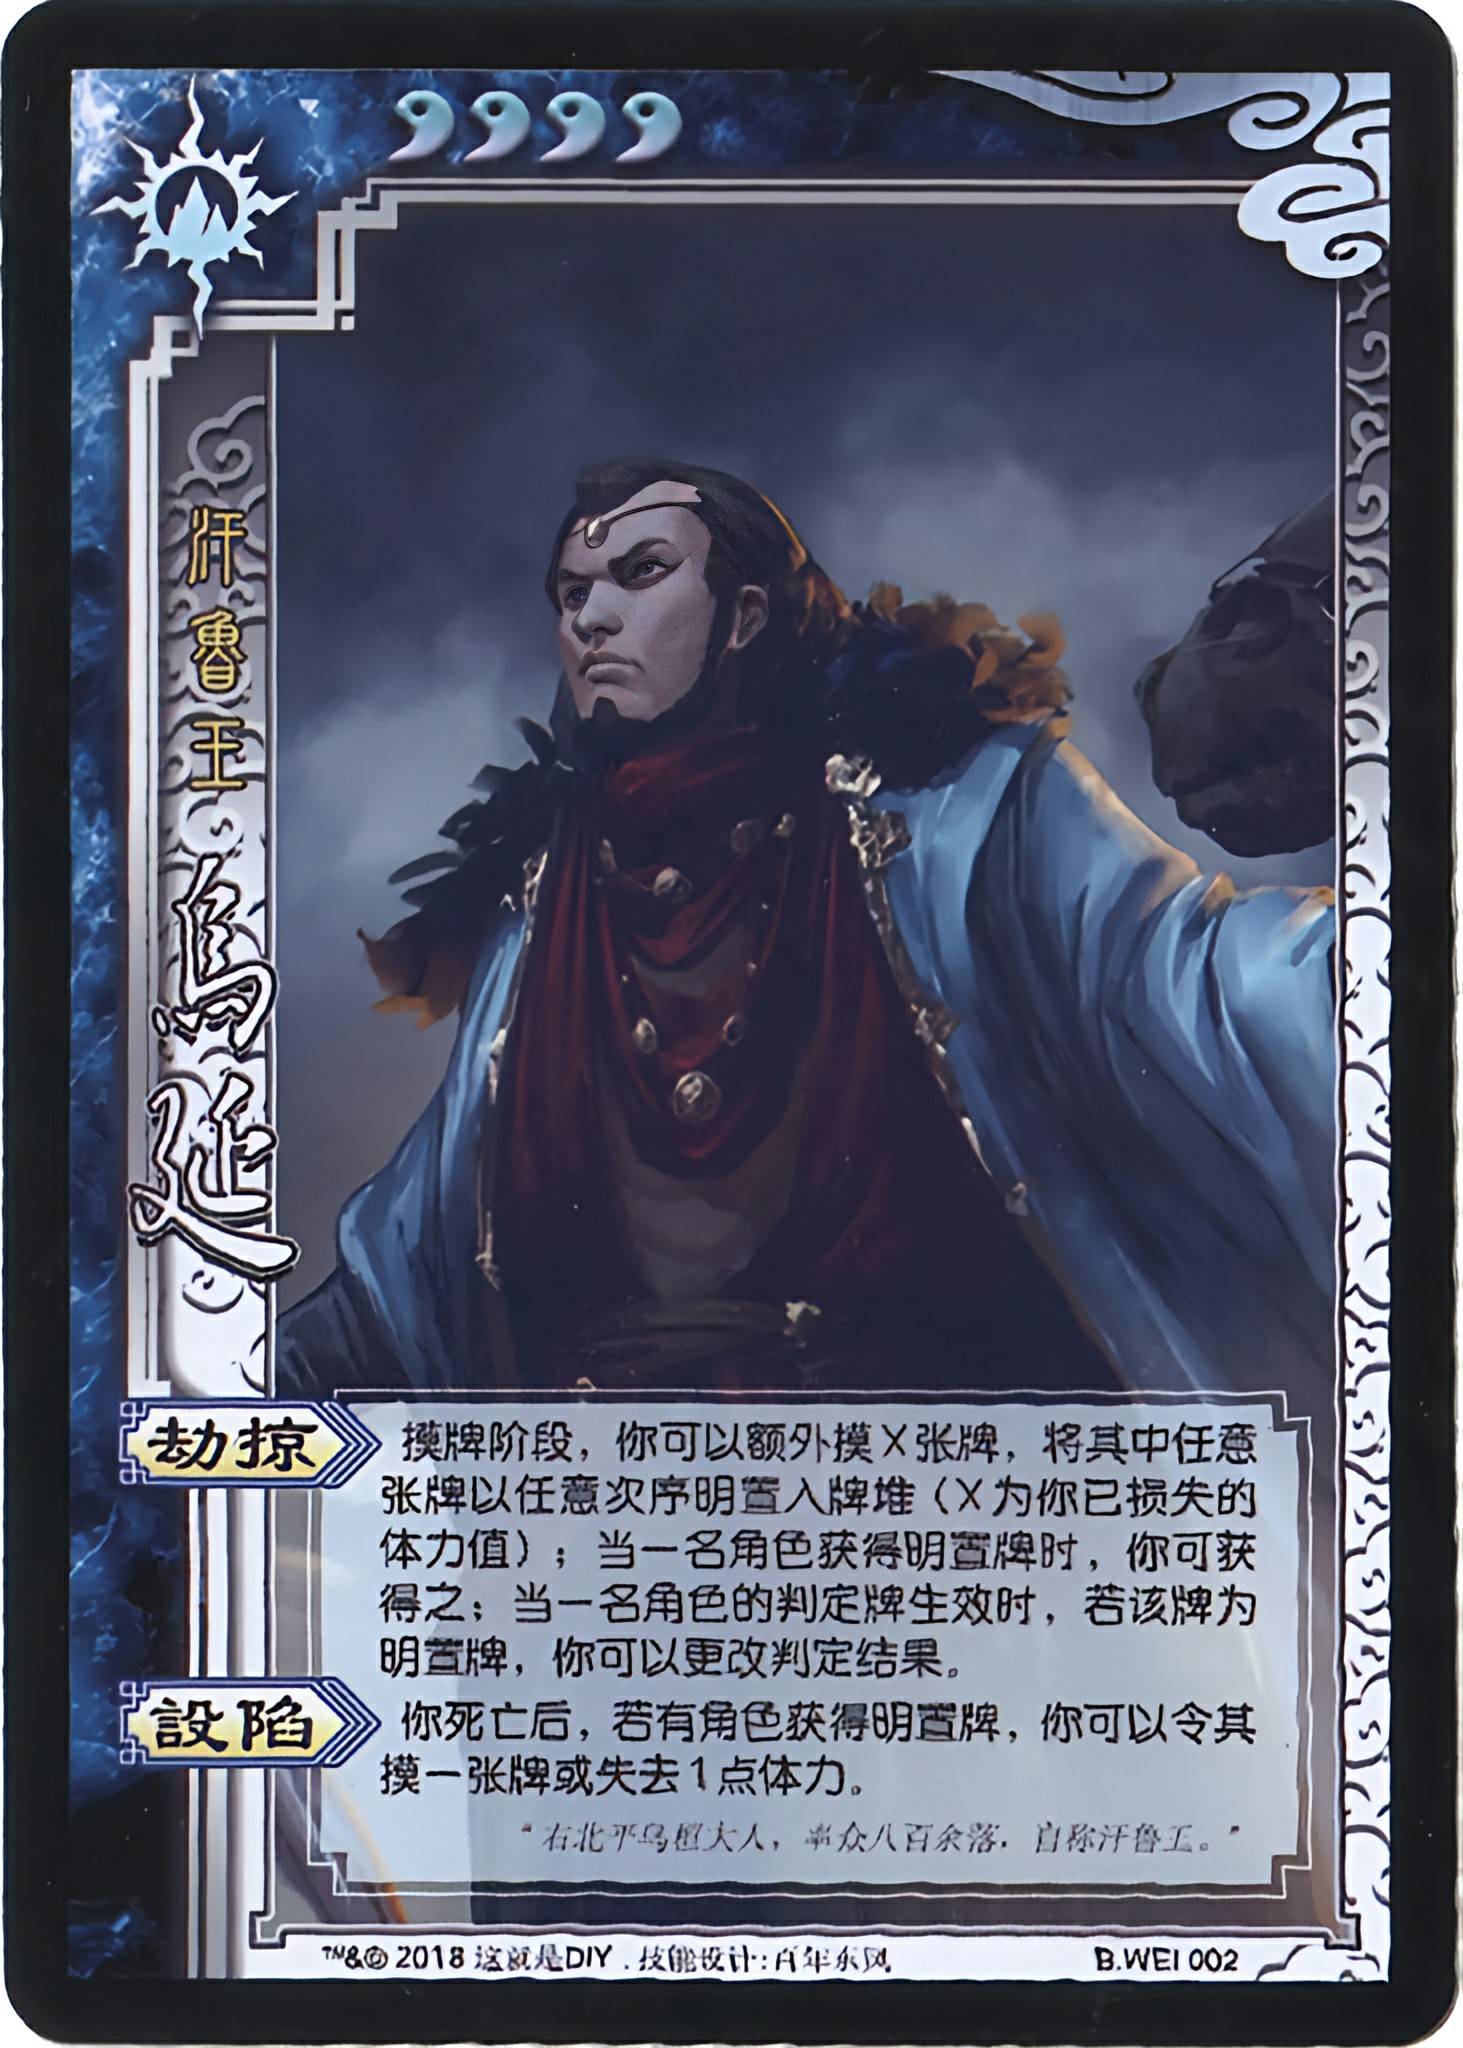 汗魯王
烏延
劫掠
摸牌阶段，你可以额外摸X张牌，将其中任意
张牌以任意次序明置入牌堆（X为你已损失的
体力值）；当一名角色获得明置牌时，你可获
得之；当一名角色的判定牌生效时，若该牌为
明置牌，你可以更改判定结果。
設陷
你死亡后，若有角色获得明置牌，你可以令其
摸一张牌或失去1点体力。
“右北平乌桓大人，率众八百余落，自称汗鲁王。”
™&© 2018 这就是DIY . 技能设计:百年东风
B.WEI 002